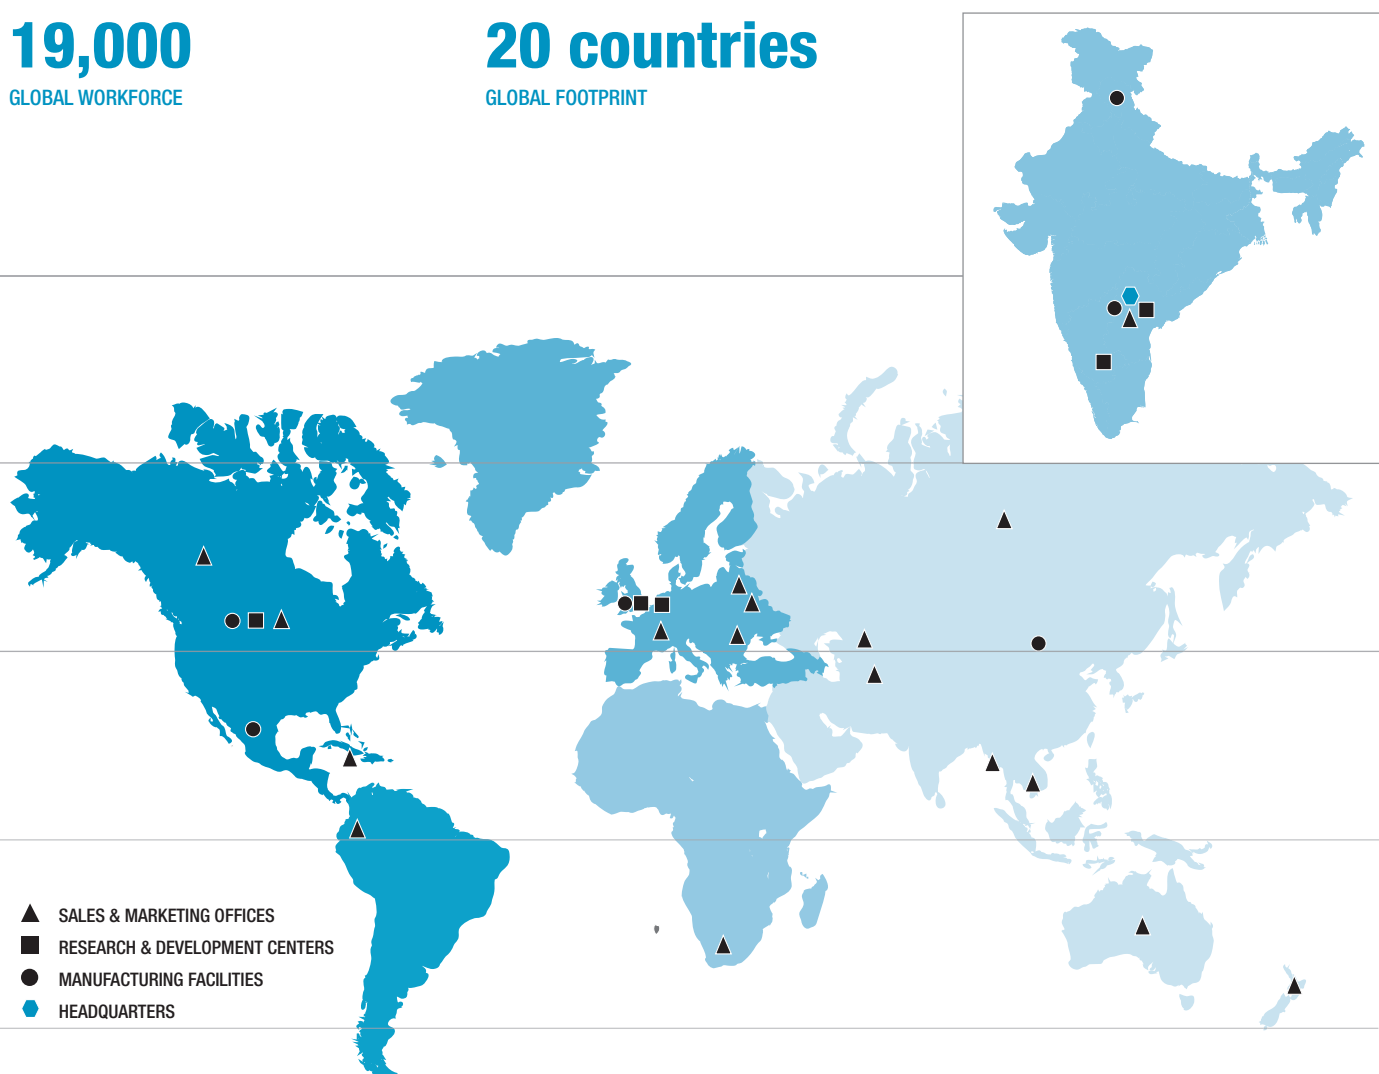 19,000
GLOBAL WORKFORCE
20 countries
GLOBAL FOOTPRINT
SALES & MARKETING OFFICES
RESEARCH & DEVELOPMENT CENTERS
MANUFACTURING FACILITIES
HEADQUARTERS